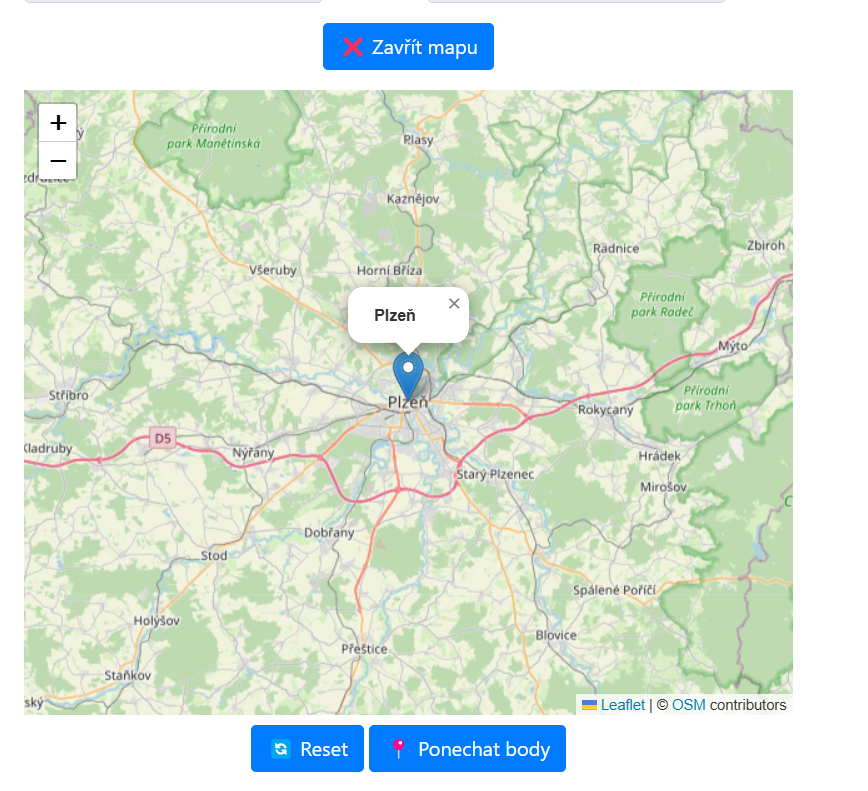 ❌ Zavřít mapu
+
−
Přírodní
park Manětínská
Plasy
Kaznějov
Všeruby
Horní Bříza
Radnice
Zbiroh
Přírodní
park Radeč
Plzeň ×
Mýto
Stříbro
Plzeň
Přírodní
park Trhoň
Rokycany
D5
Kladruby
Nýřany
Hrádek
Starý Plzenec
Mirošov
Dobřany
Stod
Spálené Poříčí
Holýšov
Blovice
Přeštice
Staňkov
ský
Leaflet | © OSM contributors
🔄 Reset
📍 Ponechat body